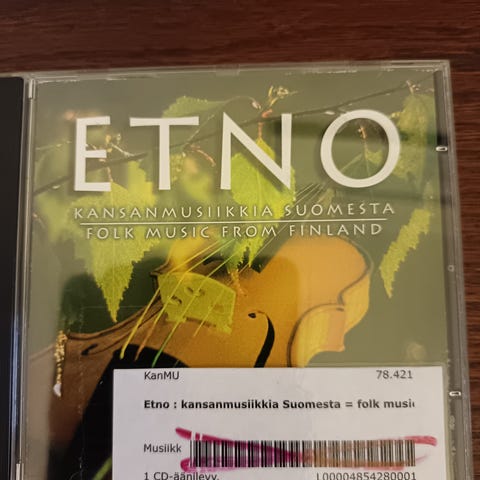 ETNO
KANSANMUSIIKKIA SUOMESTA
FOLK MUSIC FROM FINLAND
KanMU 78.421
Etno : kansanmusiikkia Suomesta = folk music
Musiikk
1 CD-äänilevy.
L00004854280001